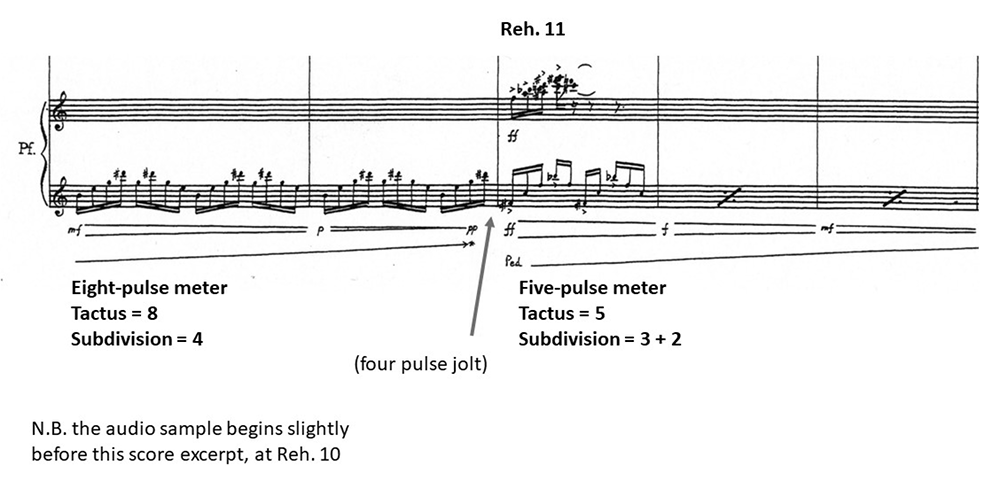 Reh. 11
Pf.
ff
mf p pp ff f mf
Ped.
Eight-pulse meter
Tactus = 8
Subdivision = 4
Five-pulse meter
Tactus = 5
Subdivision = 3 + 2
(four pulse jolt)
N.B. the audio sample begins slightly
before this score excerpt, at Reh. 10